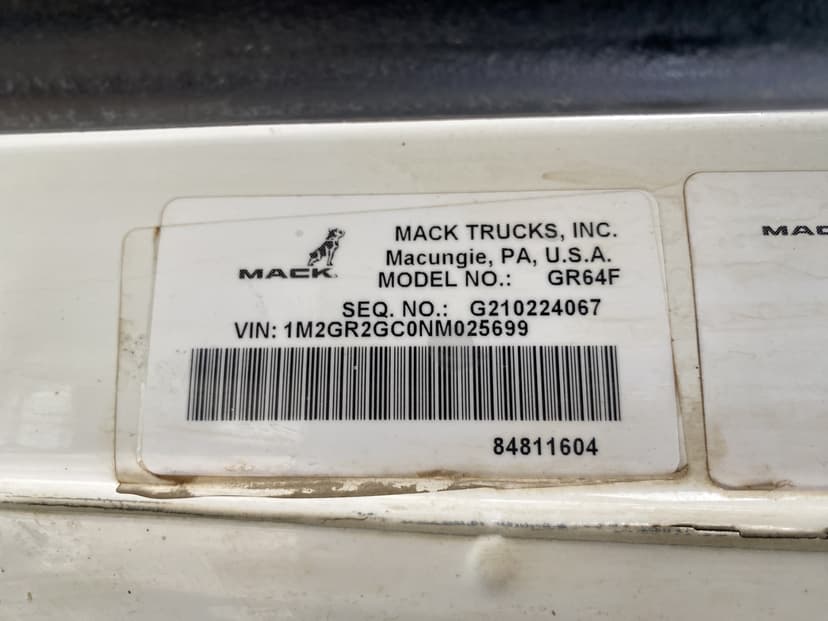 MACK TRUCKS, INC.
Macungie, PA, U.S.A.
MACK
MODEL NO.: GR64F
SEQ. NO.: G210224067
VIN: 1M2GR2GC0NM025699
84811604